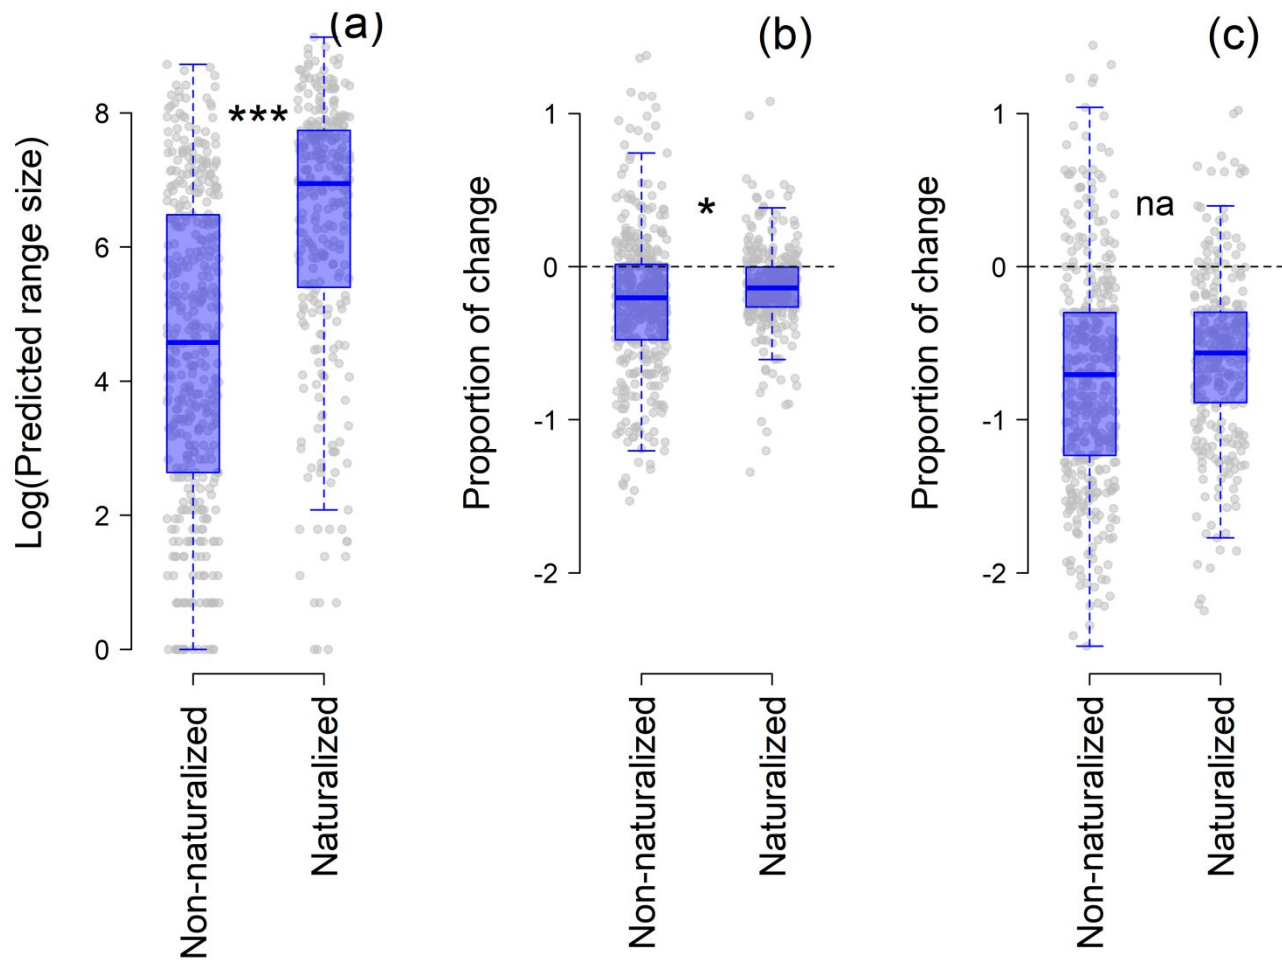 (a)
Log(Predicted range size)
8
6
4
2
0
***
Non-naturalized
Naturalized
(b)
Proportion of change
1
0
-1
-2
*
Non-naturalized
Naturalized
(c)
Proportion of change
1
0
-1
-2
na
Non-naturalized
Naturalized